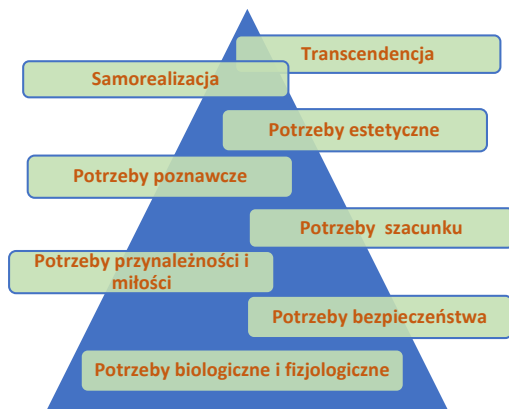 Transcendencja
Samorealizacja
Potrzeby estetyczne
Potrzeby poznawcze
Potrzeby szacunku
Potrzeby przynależności i
miłości
Potrzeby bezpieczeństwa
Potrzeby biologiczne i fizjologiczne